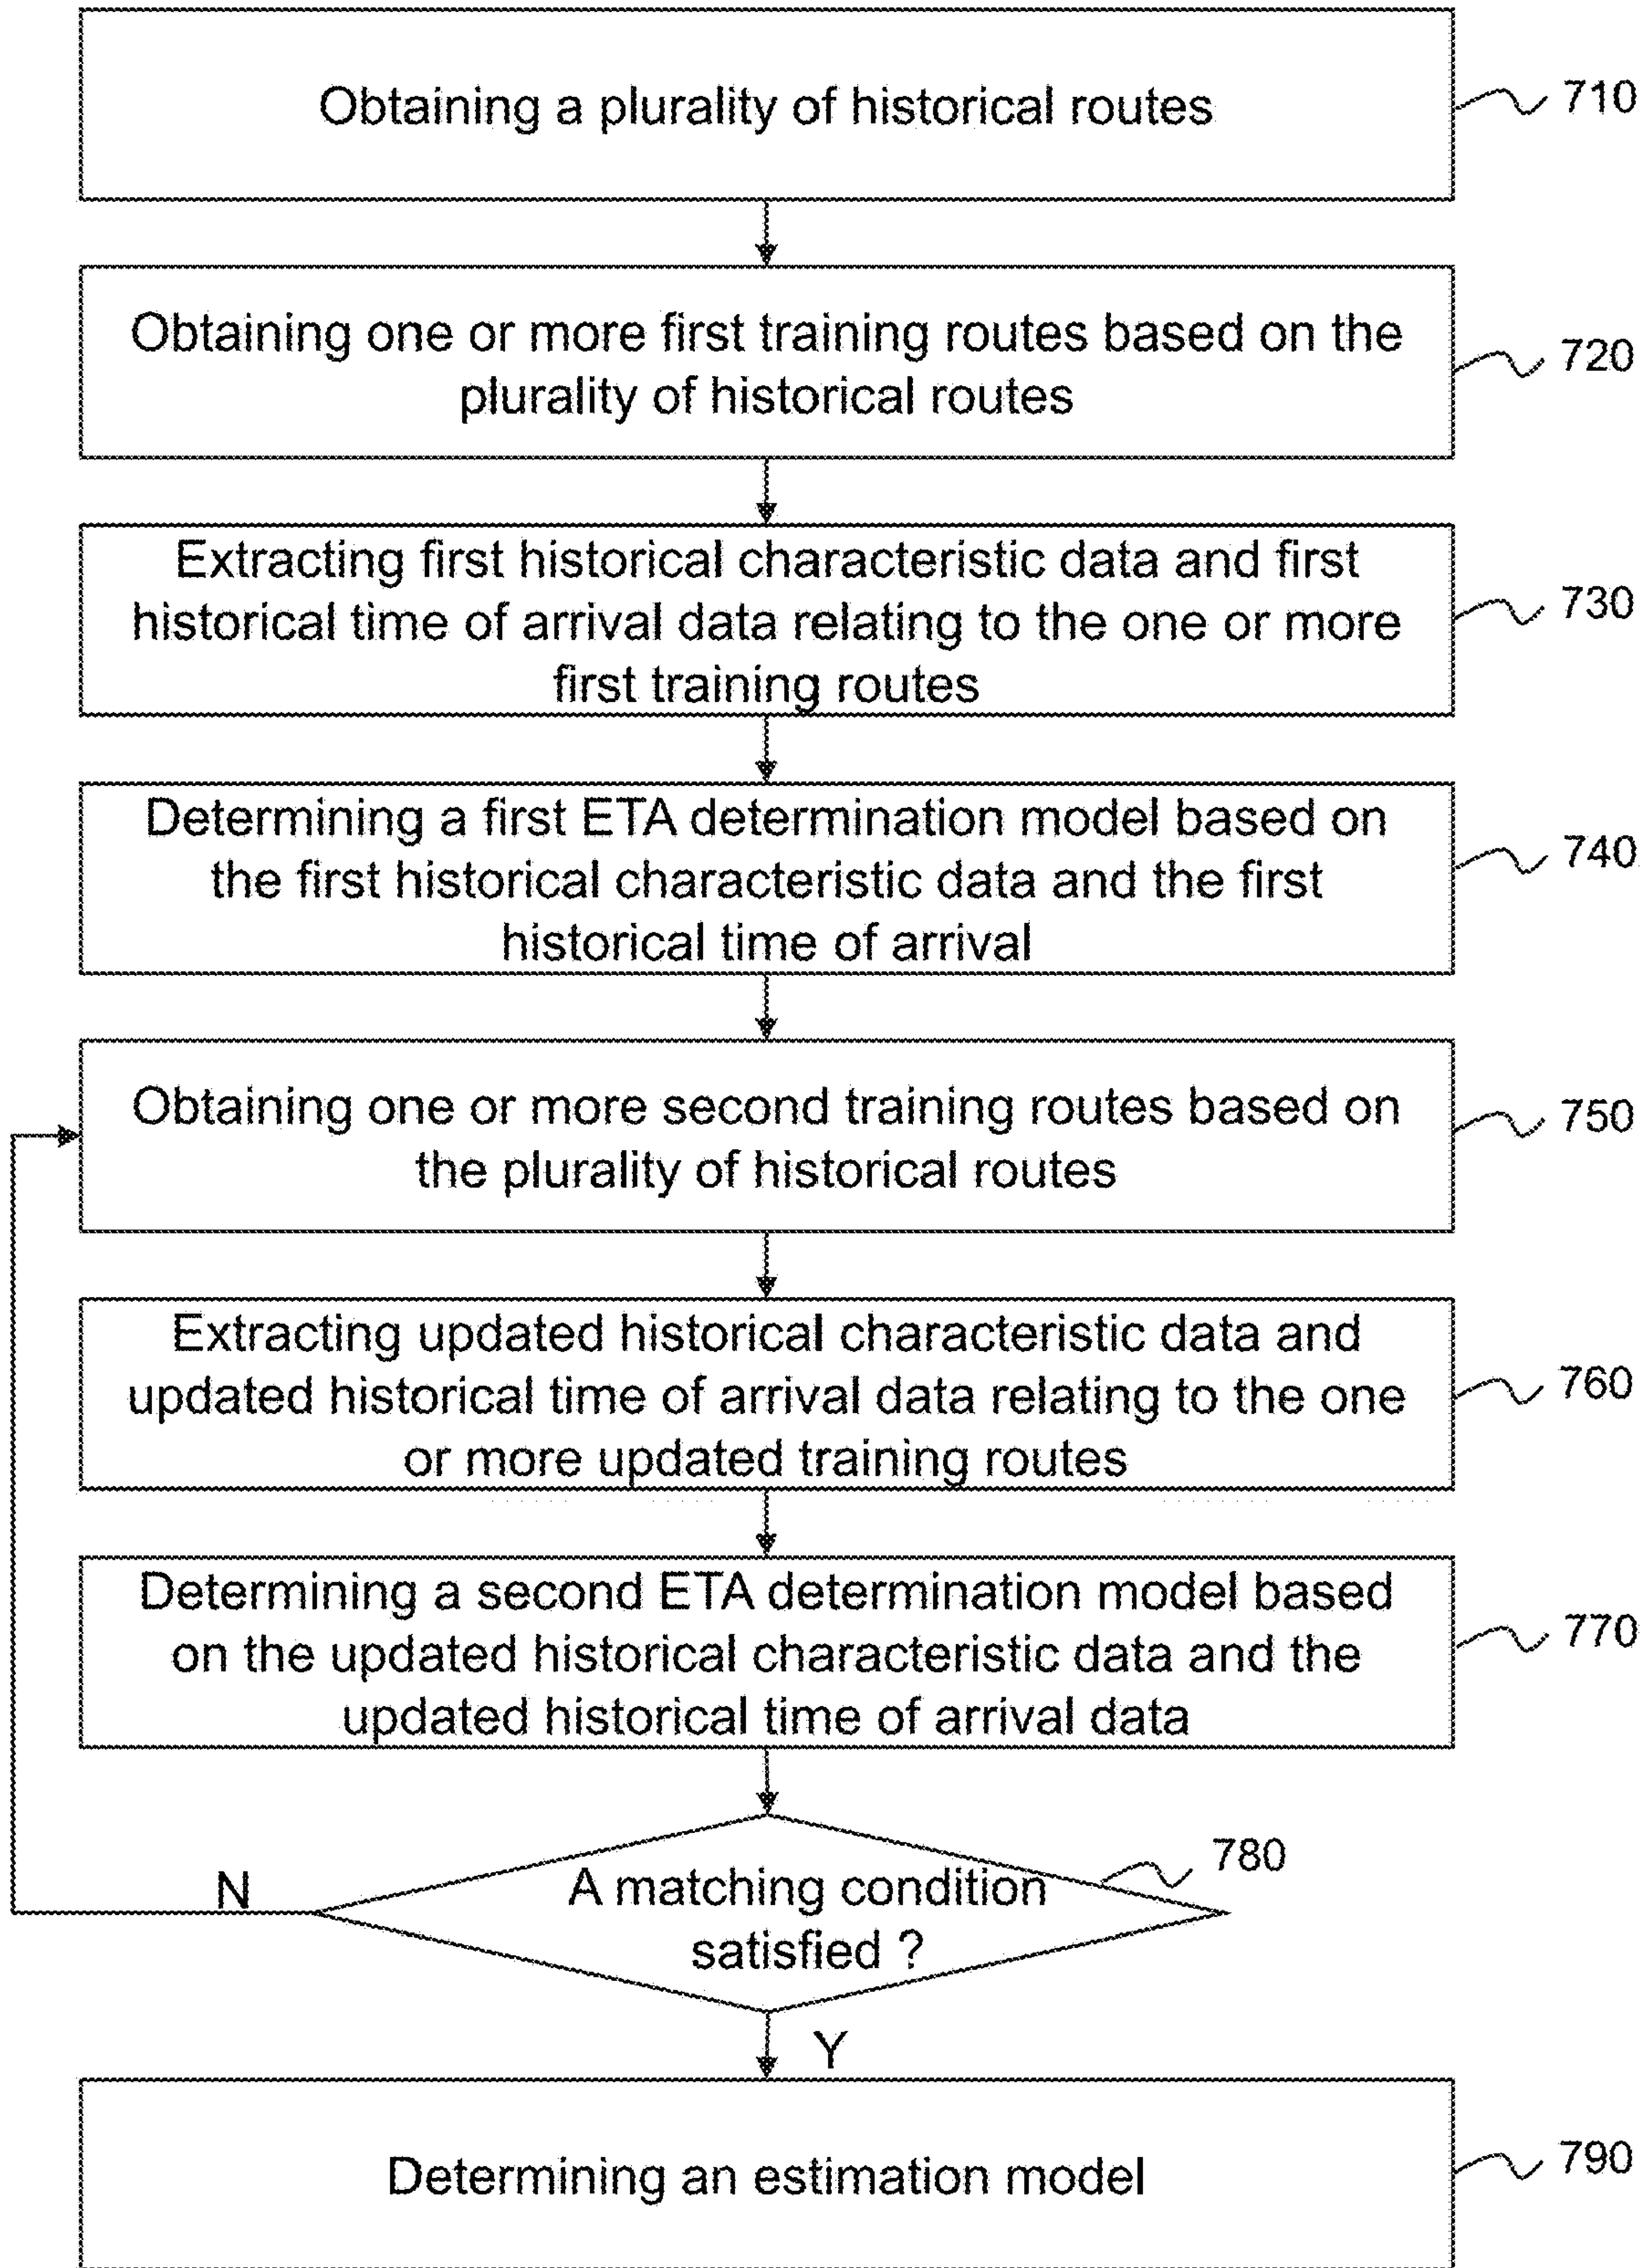 Obtaining a plurality of historical routes
710
Obtaining one or more first training routes based on the
plurality of historical routes
720
Extracting first historical characteristic data and first
historical time of arrival data relating to the one or more
first training routes
730
Determining a first ETA determination model based on
the first historical characteristic data and the first
historical time of arrival
740
Obtaining one or more second training routes based on
the plurality of historical routes
750
Extracting updated historical characteristic data and
updated historical time of arrival data relating to the one
or more updated training routes
760
Determining a second ETA determination model based
on the updated historical characteristic data and the
updated historical time of arrival data
770
780
N
A matching condition
satisfied ?
Y
Determining an estimation model
790